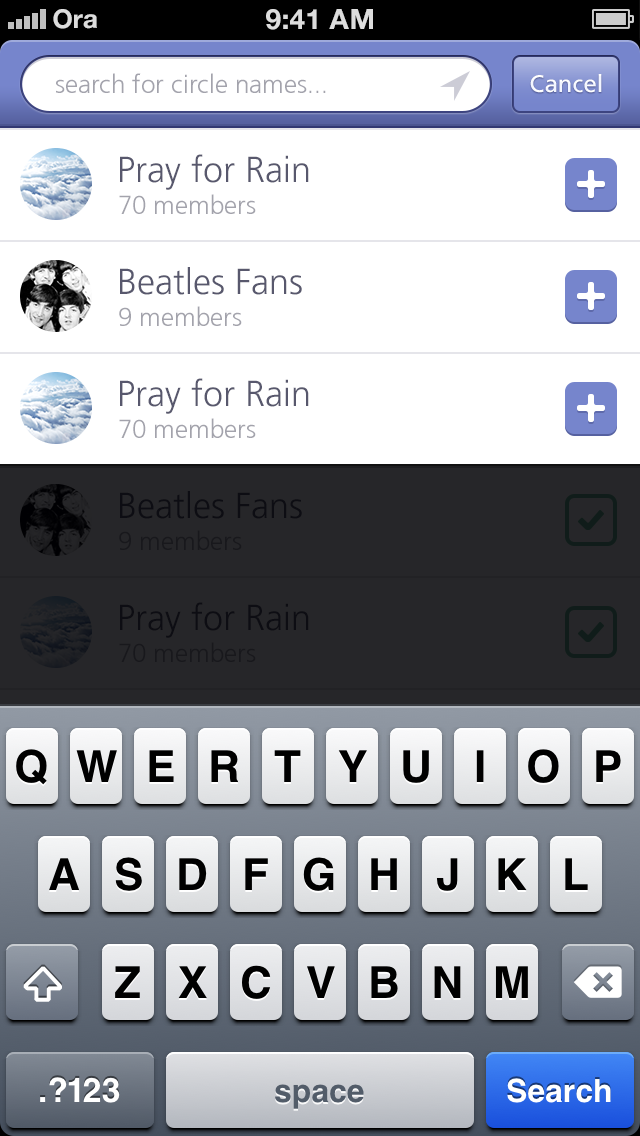 Ora 9:41 AM
search for circle names... Cancel
Pray for Rain
70 members
Beatles Fans
9 members
Pray for Rain
70 members
Beatles Fans
9 members
Pray for Rain
70 members
Q W E R T Y U I O P
A S D F G H J K L
Z X C V B N M
.?123 space Search